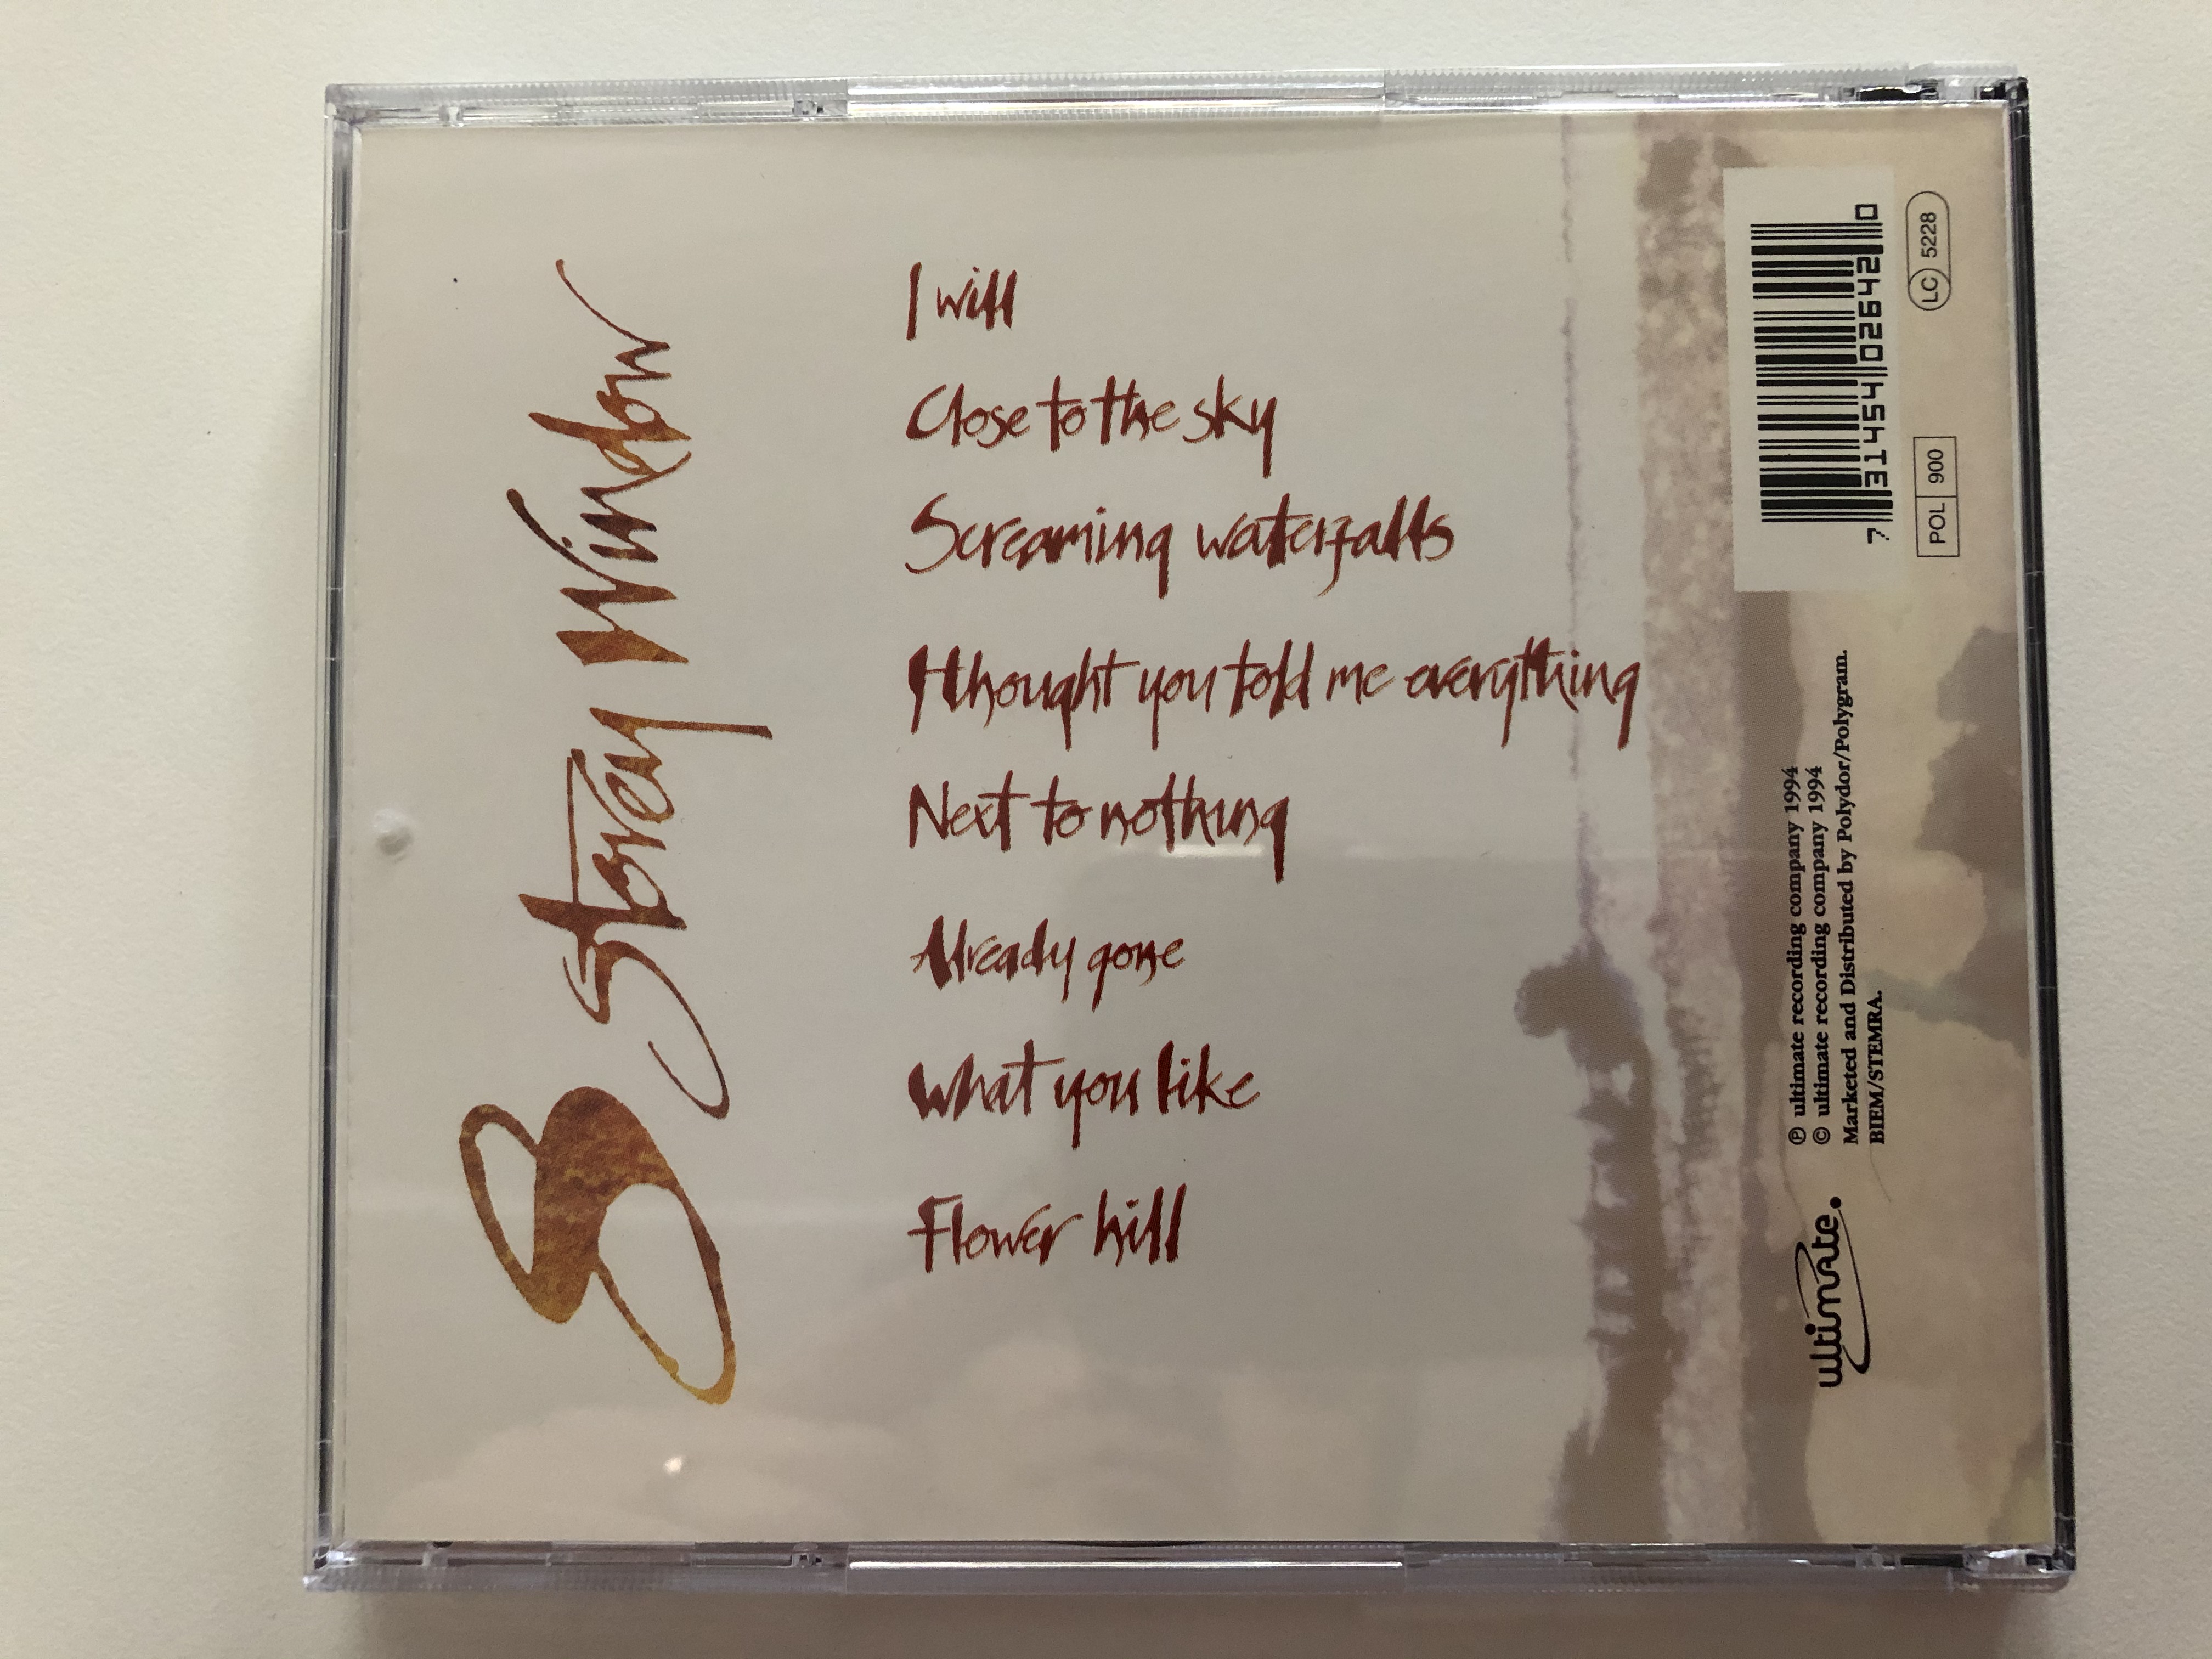 8 Storey Window
I will
Close to the sky
Screaming waterfalls
I thought you told me everything
Next to nothing
Already gone
What you like
Flower hill
7 31454 02642 0
LC 5228
POL 900
℗ ultimate recording company 1994
© ultimate recording company 1994
Marketed and Distributed by Polydor/Polygram.
BIEM/STEMRA.
ultimate.